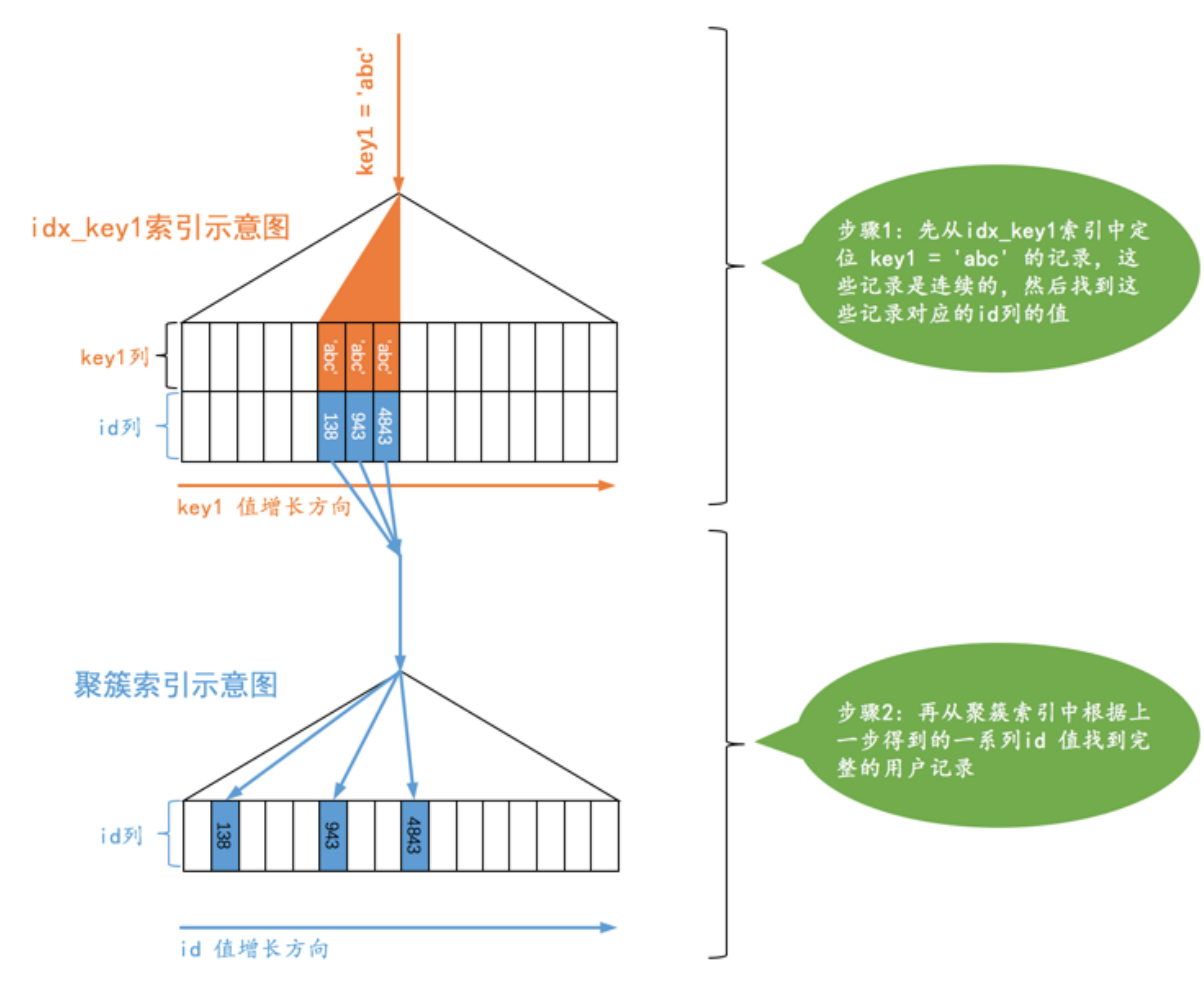 key1 = 'abc'
idx_key1索引示意图
步骤1：先从idx_key1索引中定
位 key1 = 'abc' 的记录，这
些记录是连续的，然后找到这
些记录对应的id列的值
key1列
'abc'
'abc'
'abc'
id列
138
943
4843
key1 值增长方向
聚簇索引示意图
步骤2：再从聚簇索引中根据上
一步得到的一系列id 值找到完
整的用户记录
id列
138
943
4843
id 值增长方向